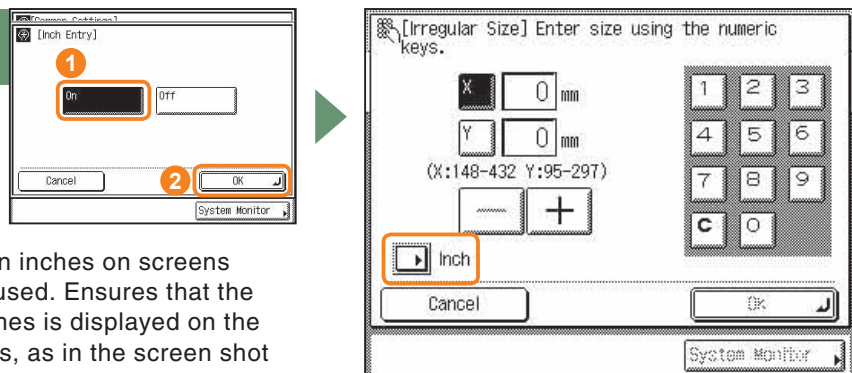 Common Settings]
[Inch Entry]
1
On
Off
Cancel
2
OK
System Monitor
n inches on screens
used. Ensures that the
nes is displayed on the
s, as in the screen shot
[Irregular Size] Enter size using the numeric
keys.
X
0 mm
Y
0 mm
(X:148-432 Y:95-297)
Inch
1 2 3
4 5 6
7 8 9
C 0
Cancel
OK
System Monitor